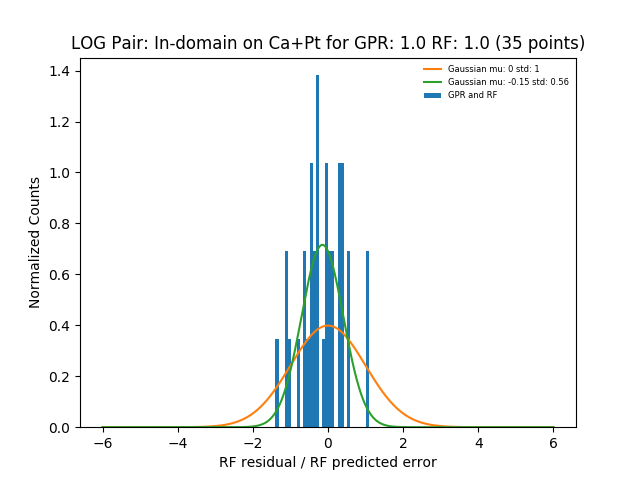 LOG Pair: In-domain on Ca+Pt for GPR: 1.0 RF: 1.0 (35 points)
Gaussian mu: 0 std: 1
Gaussian mu: -0.15 std: 0.56
GPR and RF
1.4
1.2
1.0
0.8
0.6
0.4
0.2
0.0
Normalized Counts
−6
−4
−2
0
2
4
6
RF residual / RF predicted error